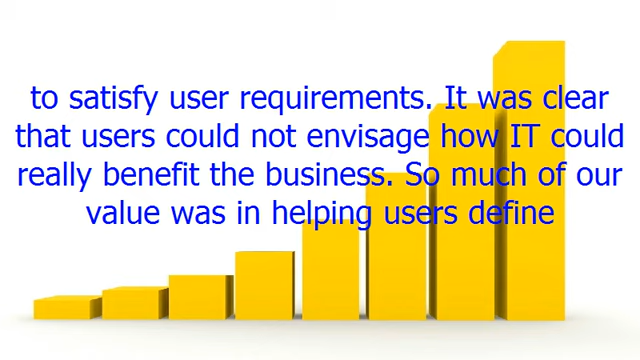 to satisfy user requirements. It was clear
that users could not envisage how IT could
really benefit the business. So much of our
value was in helping users define